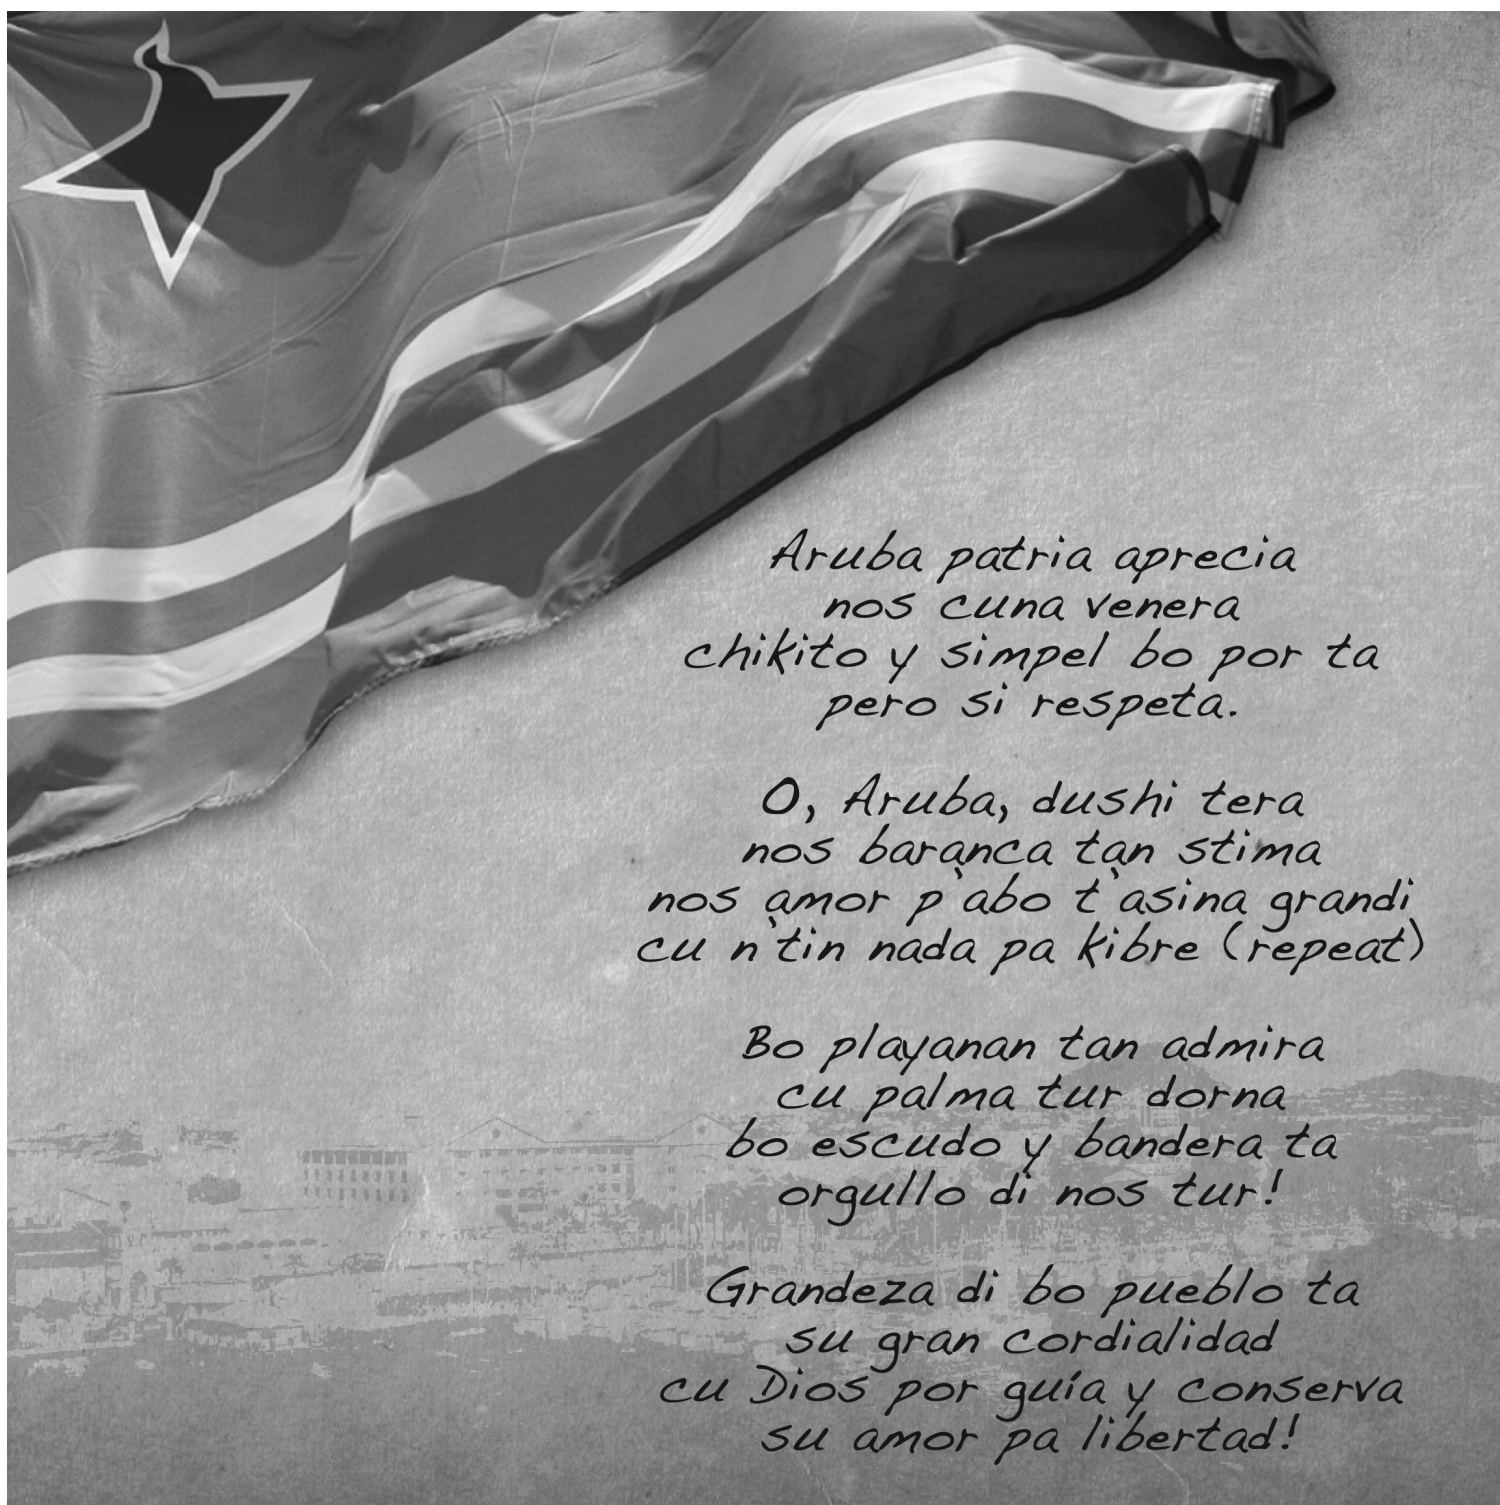 Aruba patria aprecia
nos cuna venera
chikito y simpel bo por ta
pero si respeta.
O, Aruba, dushi tera
nos baranca tan stima
nos amor p`abo t`asina grandi
cu n`tin nada pa kibre (repeat)
Bo playanan tan admira
cu palma tur dorna
bo escudo y bandera ta
orgullo di nos tur!
Grandeza di bo pueblo ta
su gran cordialidad
cu Dios por guía y conserva
su amor pa libertad!